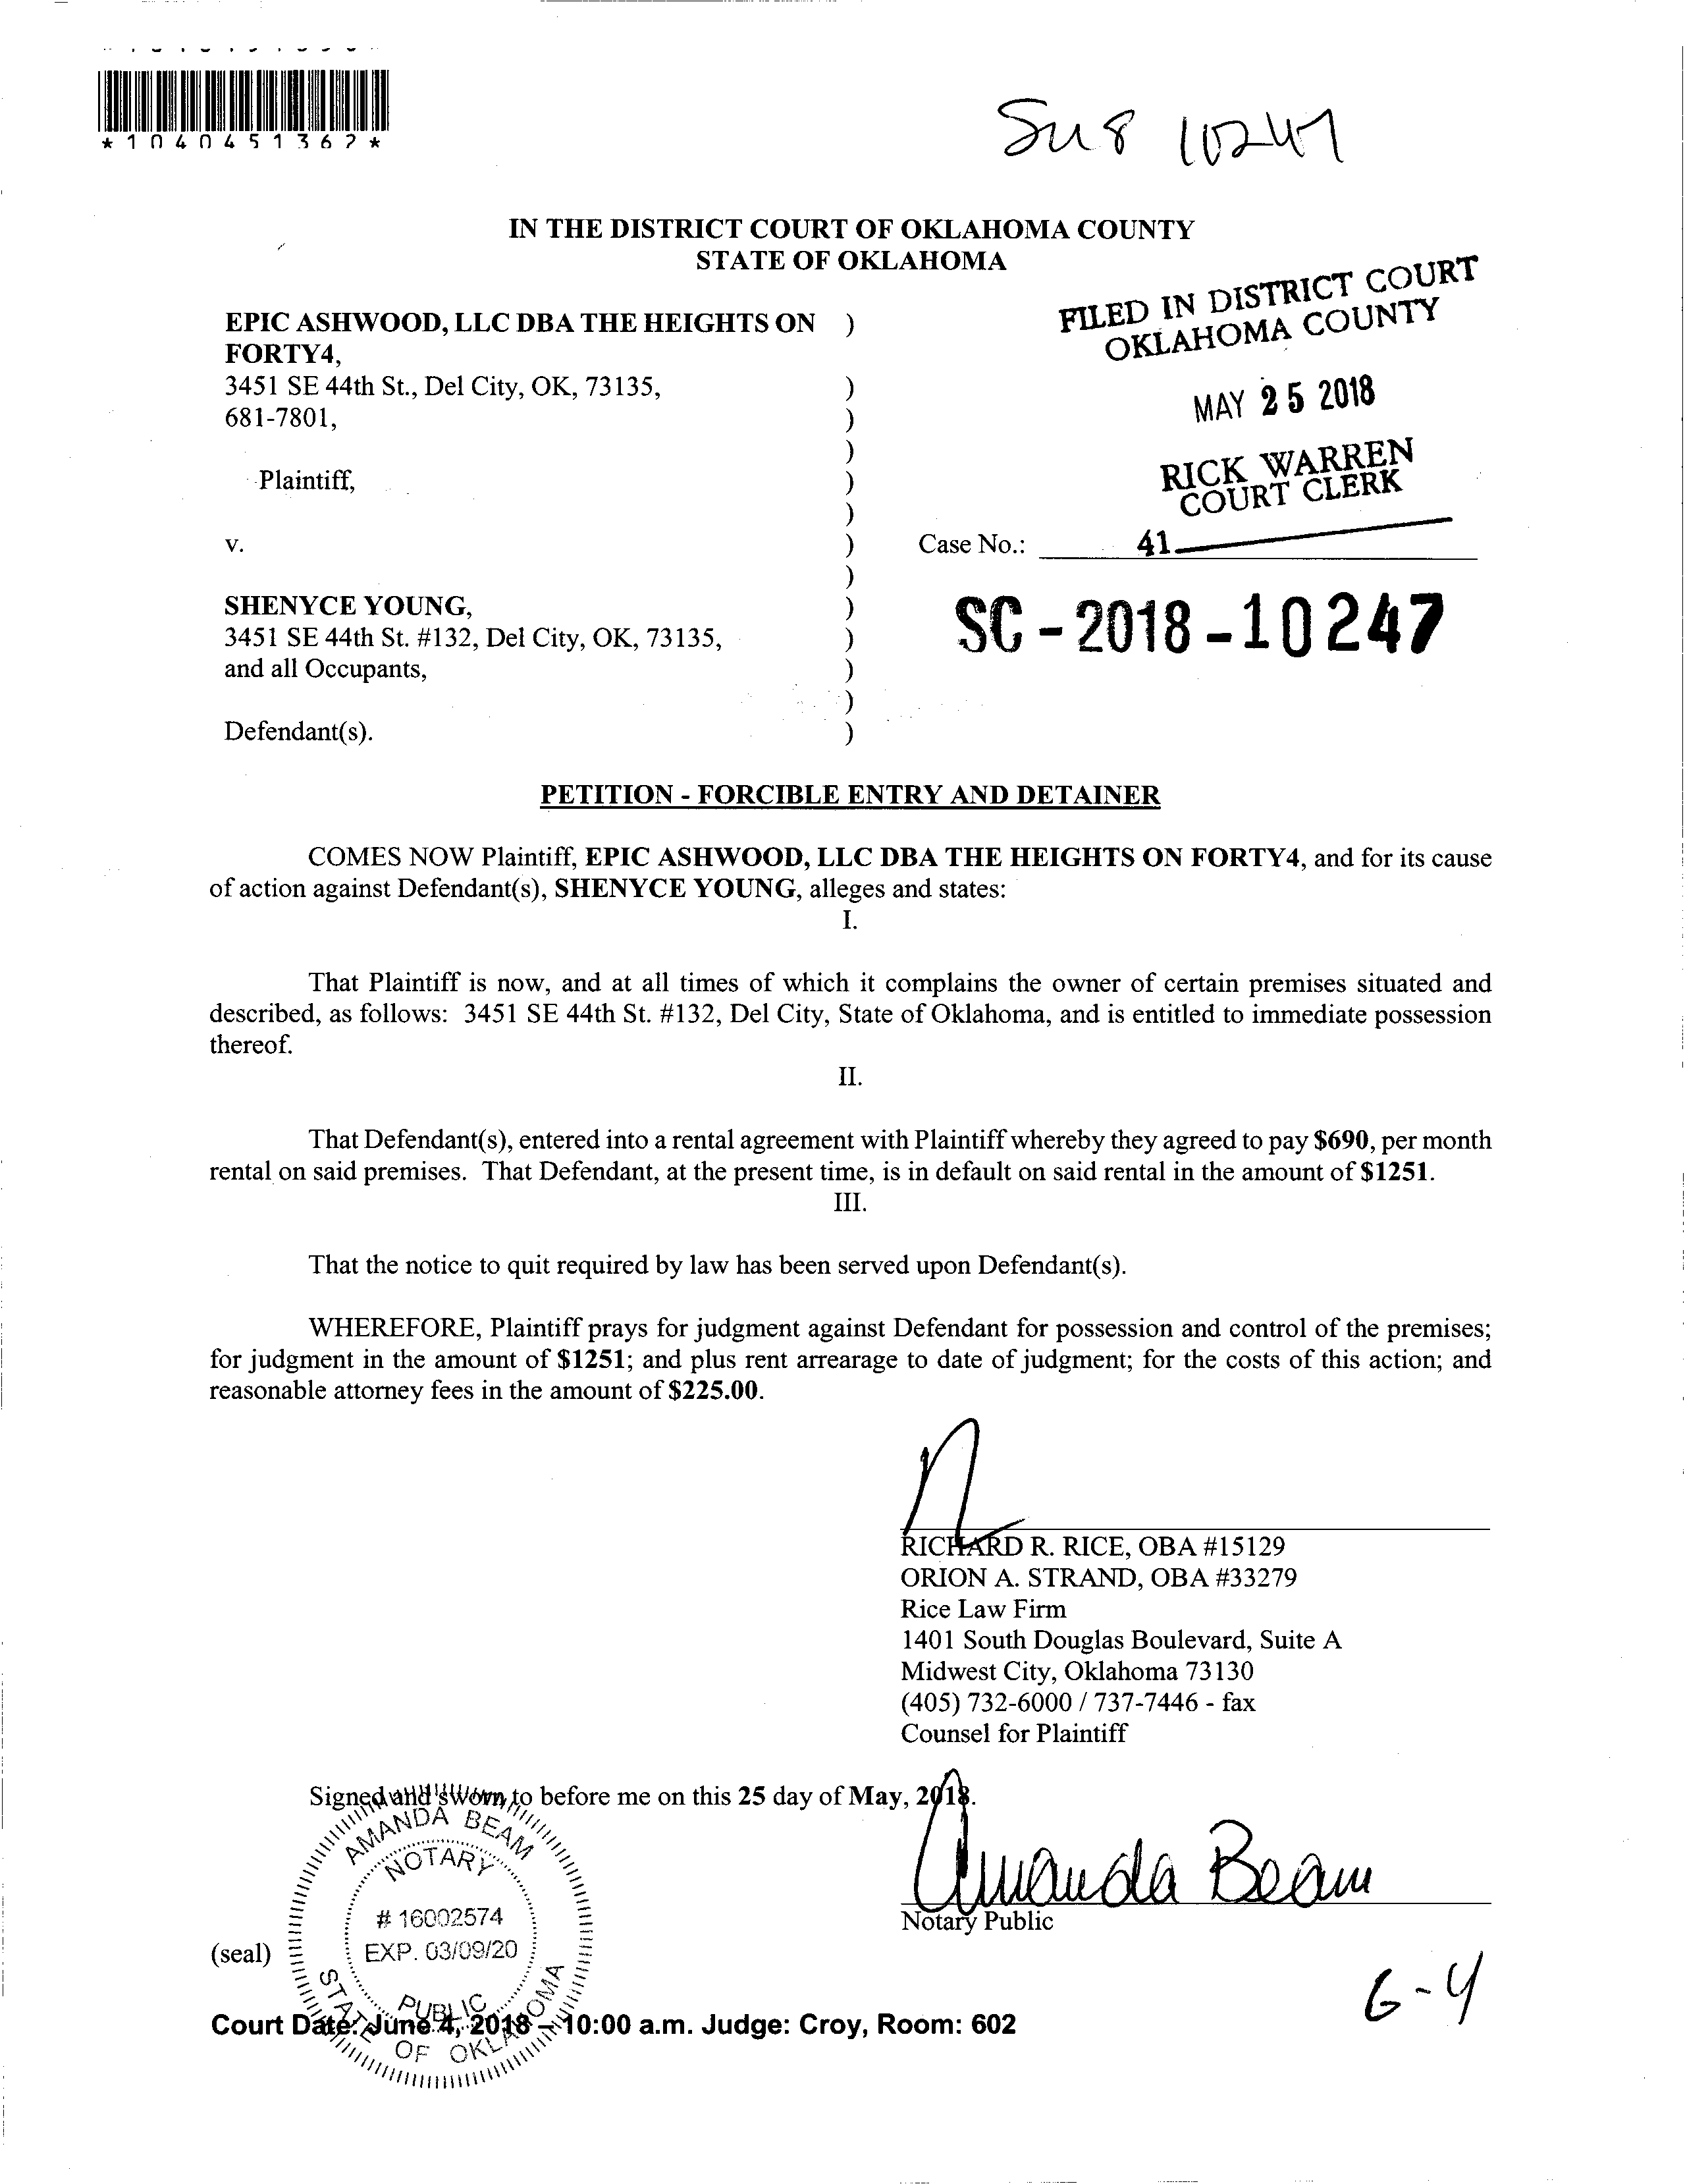 *1040451367*
10247
IN THE DISTRICT COURT OF OKLAHOMA COUNTY
STATE OF OKLAHOMA
FILED IN DISTRICT COURT
OKLAHOMA COUNTY
MAY 25 2018
RICK WARREN
COURT CLERK
41
EPIC ASHWOOD, LLC DBA THE HEIGHTS ON )
FORTY4,
3451 SE 44th St., Del City, OK, 73135, )
681-7801, )
)
Plaintiff, )
)
v. ) Case No.:
)
SHENYCE YOUNG, ) SC-2018-10247
3451 SE 44th St. #132, Del City, OK, 73135, )
and all Occupants, )
)
Defendant(s). )
PETITION - FORCIBLE ENTRY AND DETAINER
COMES NOW Plaintiff, EPIC ASHWOOD, LLC DBA THE HEIGHTS ON FORTY4, and for its cause
of action against Defendant(s), SHENYCE YOUNG, alleges and states:
I.
That Plaintiff is now, and at all times of which it complains the owner of certain premises situated and
described, as follows: 3451 SE 44th St. #132, Del City, State of Oklahoma, and is entitled to immediate possession
thereof.
II.
That Defendant(s), entered into a rental agreement with Plaintiff whereby they agreed to pay $690, per month
rental on said premises. That Defendant, at the present time, is in default on said rental in the amount of $1251.
III.
That the notice to quit required by law has been served upon Defendant(s).
WHEREFORE, Plaintiff prays for judgment against Defendant for possession and control of the premises;
for judgment in the amount of $1251; and plus rent arrearage to date of judgment; for the costs of this action; and
reasonable attorney fees in the amount of $225.00.
RICHARD R. RICE, OBA #15129
ORION A. STRAND, OBA #33279
Rice Law Firm
1401 South Douglas Boulevard, Suite A
Midwest City, Oklahoma 73130
(405) 732-6000 / 737-7446 - fax
Counsel for Plaintiff
Signed and sworn to before me on this 25 day of May, 2018.
Amanda Beam
Notary Public
AMANDA BEAM
NOTARY
# 16002574
EXP. 03/09/20
PUBLIC
STATE OF OKLAHOMA
(seal)
6-4
Court Date: June 4, 2018 – 10:00 a.m. Judge: Croy, Room: 602